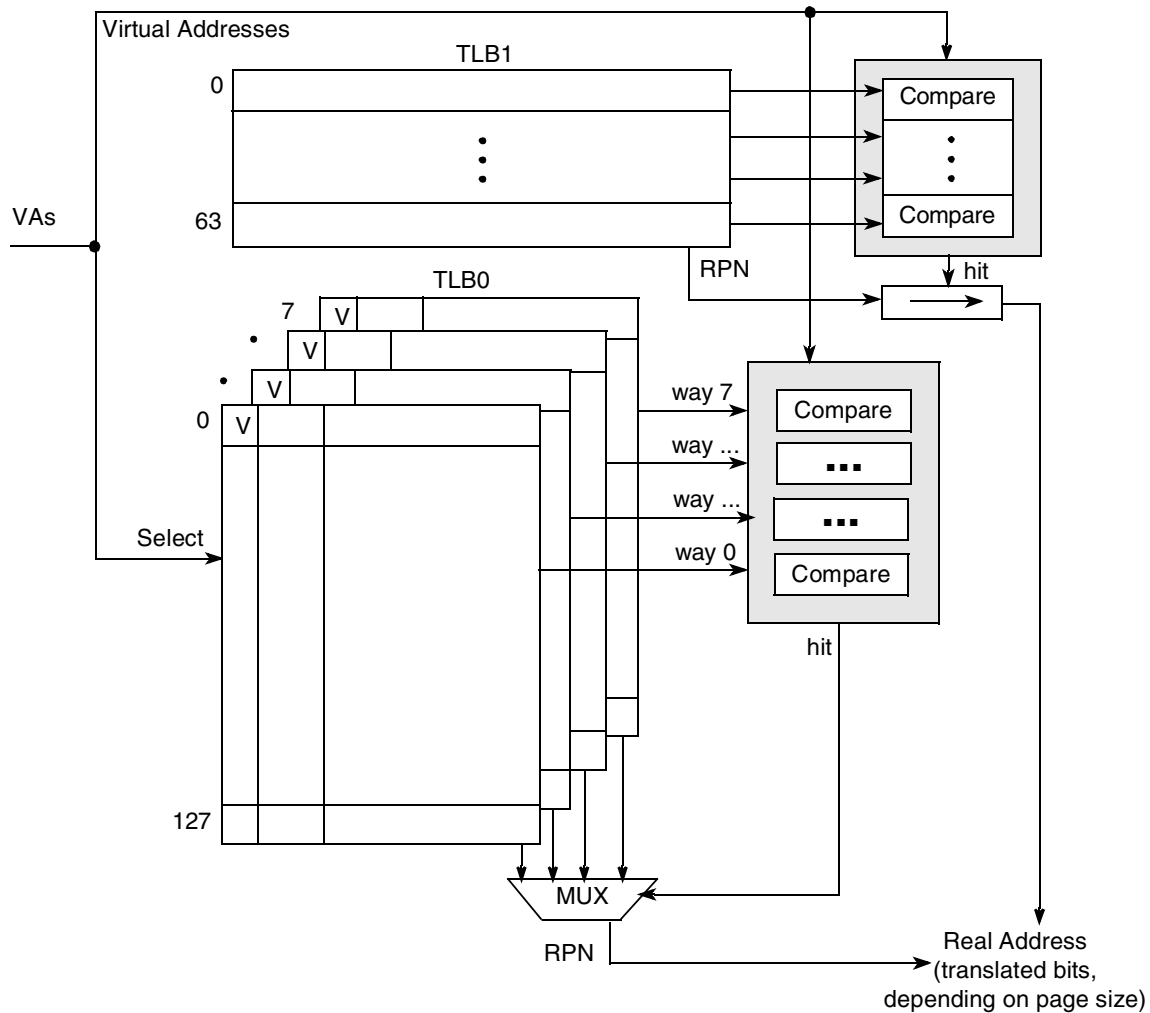 Virtual Addresses
TLB1
0
Compare
VAs
63
Compare
RPN
hit
TLB0
7
V
V
V
0
V
way 7
Compare
way ...
...
way ...
...
Select
way 0
Compare
hit
127
MUX
RPN
Real Address
(translated bits,
depending on page size)